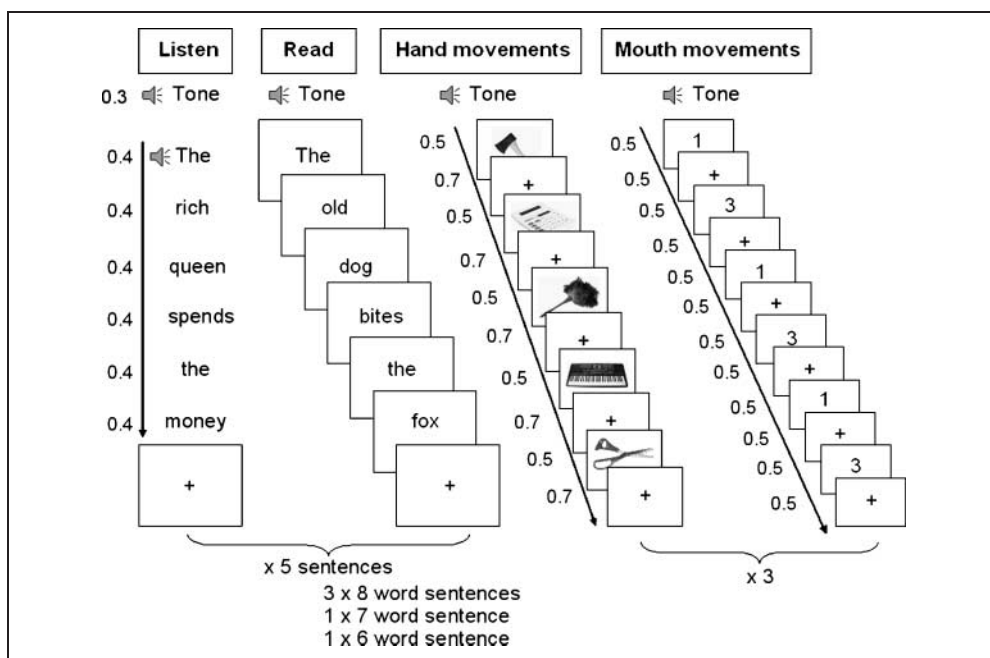 Listen
Read
Hand movements
Mouth movements
0.3
Tone
Tone
Tone
Tone
0.4
The
0.4
rich
0.4
queen
0.4
spends
0.4
the
0.4
money
+
The
old
dog
bites
the
fox
+
0.5
0.7
+
0.5
0.7
+
0.5
0.7
+
0.5
0.7
+
0.5
0.7
+
0.5
1
0.5
+
0.5
3
0.5
+
0.5
1
0.5
+
0.5
3
0.5
+
0.5
1
0.5
+
0.5
3
0.5
+
x 5 sentences
3 x 8 word sentences
1 x 7 word sentence
1 x 6 word sentence
x 3